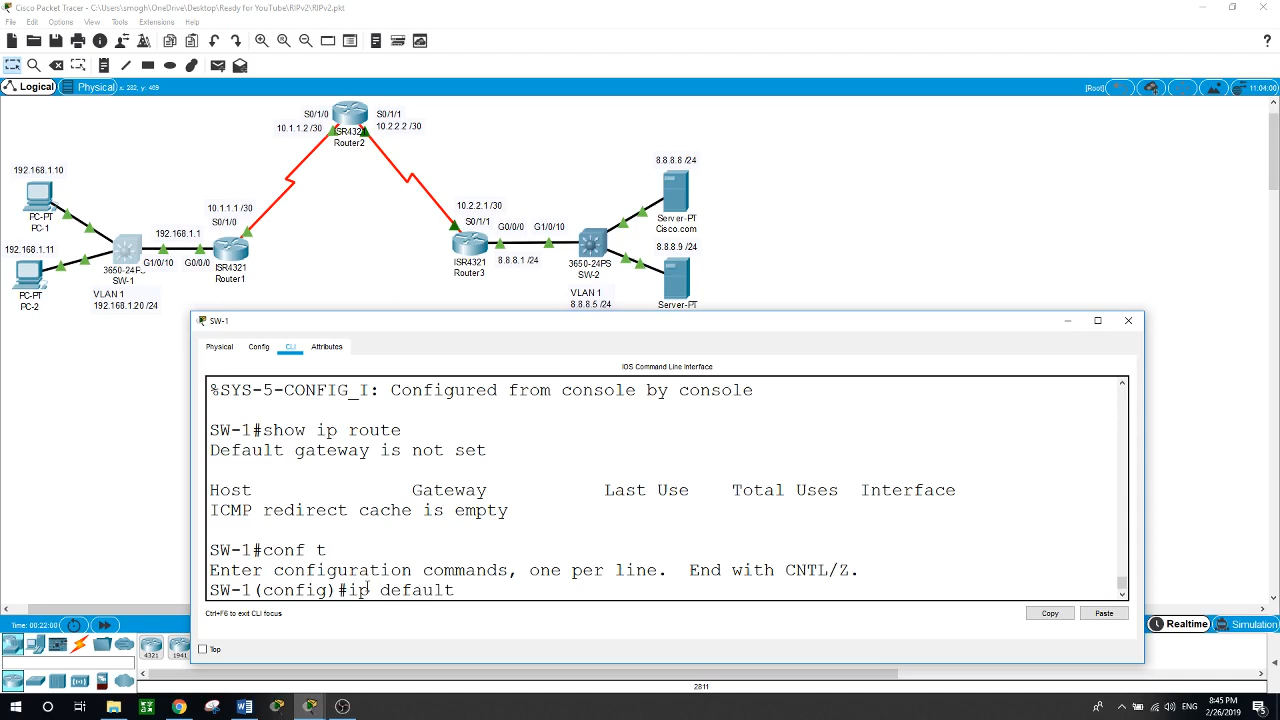 Cisco Packet Tracer - C:\Users\smogh\OneDrive\Desktop\Ready for YouTube\RIPv2\RIPv2.pkt
File Edit Options View Tools Extensions Help
Logical Physical x: 282, y: 469 [Root] 11:04:00
S0/1/0 S0/1/1
10.1.1.2 /30 10.2.2.2 /30
ISR4321
Router2
192.168.1.10
PC-PT
PC-1
192.168.1.11
PC-PT
PC-2
3650-24PS
SW-1
VLAN 1
192.168.1.20 /24
192.168.1.1
G1/0/10 G0/0/0
10.1.1.1 /30
S0/1/0
ISR4321
Router1
10.2.2.1 /30
S0/1/1
ISR4321
Router3
G0/0/0 G1/0/10
8.8.8.1 /24
3650-24PS
SW-2
VLAN 1
8.8.8.5 /24
8.8.8.8 /24
Server-PT
Cisco.com
8.8.8.9 /24
Server-PT
SW-1
Physical Config CLI Attributes
IOS Command Line Interface
%SYS-5-CONFIG_I: Configured from console by console
SW-1#show ip route
Default gateway is not set
Host Gateway Last Use Total Uses Interface
ICMP redirect cache is empty
SW-1#conf t
Enter configuration commands, one per line. End with CNTL/Z.
SW-1(config)#ip default
Ctrl+F6 to exit CLI focus Copy Paste
Top
Time: 00:22:00 Realtime Simulation
4321 1941
2811
ENG 8:45 PM
2/26/2019